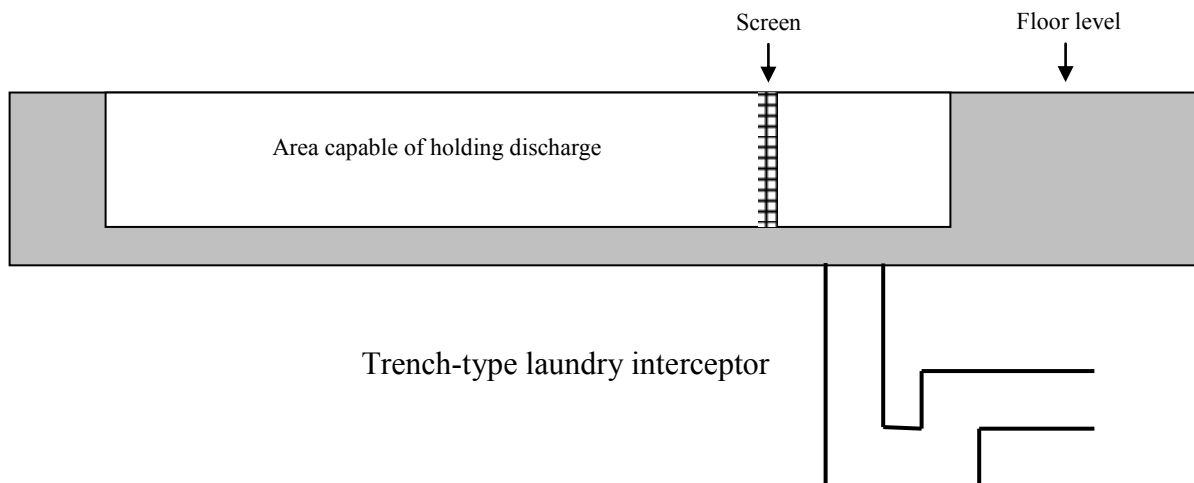 Screen
Floor level
Area capable of holding discharge
Trench-type laundry interceptor